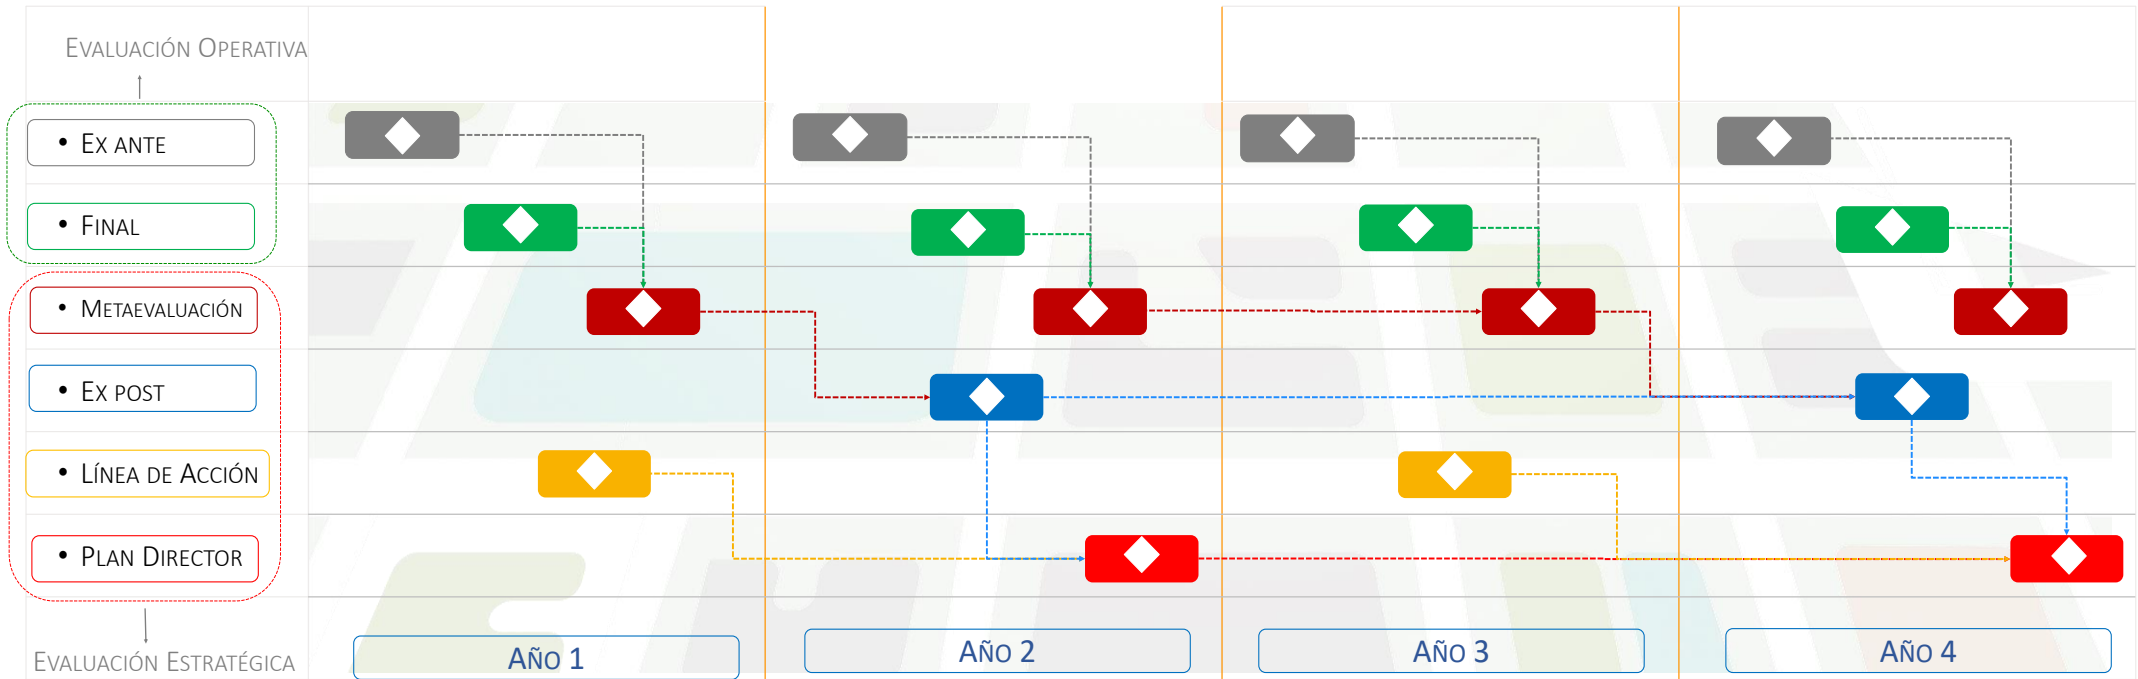 Evaluación Operativa
• Ex ante
• Final
• Metaevaluación
• Ex post
• Línea de Acción
• Plan Director
Evaluación Estratégica
Año 1
Año 2
Año 3
Año 4